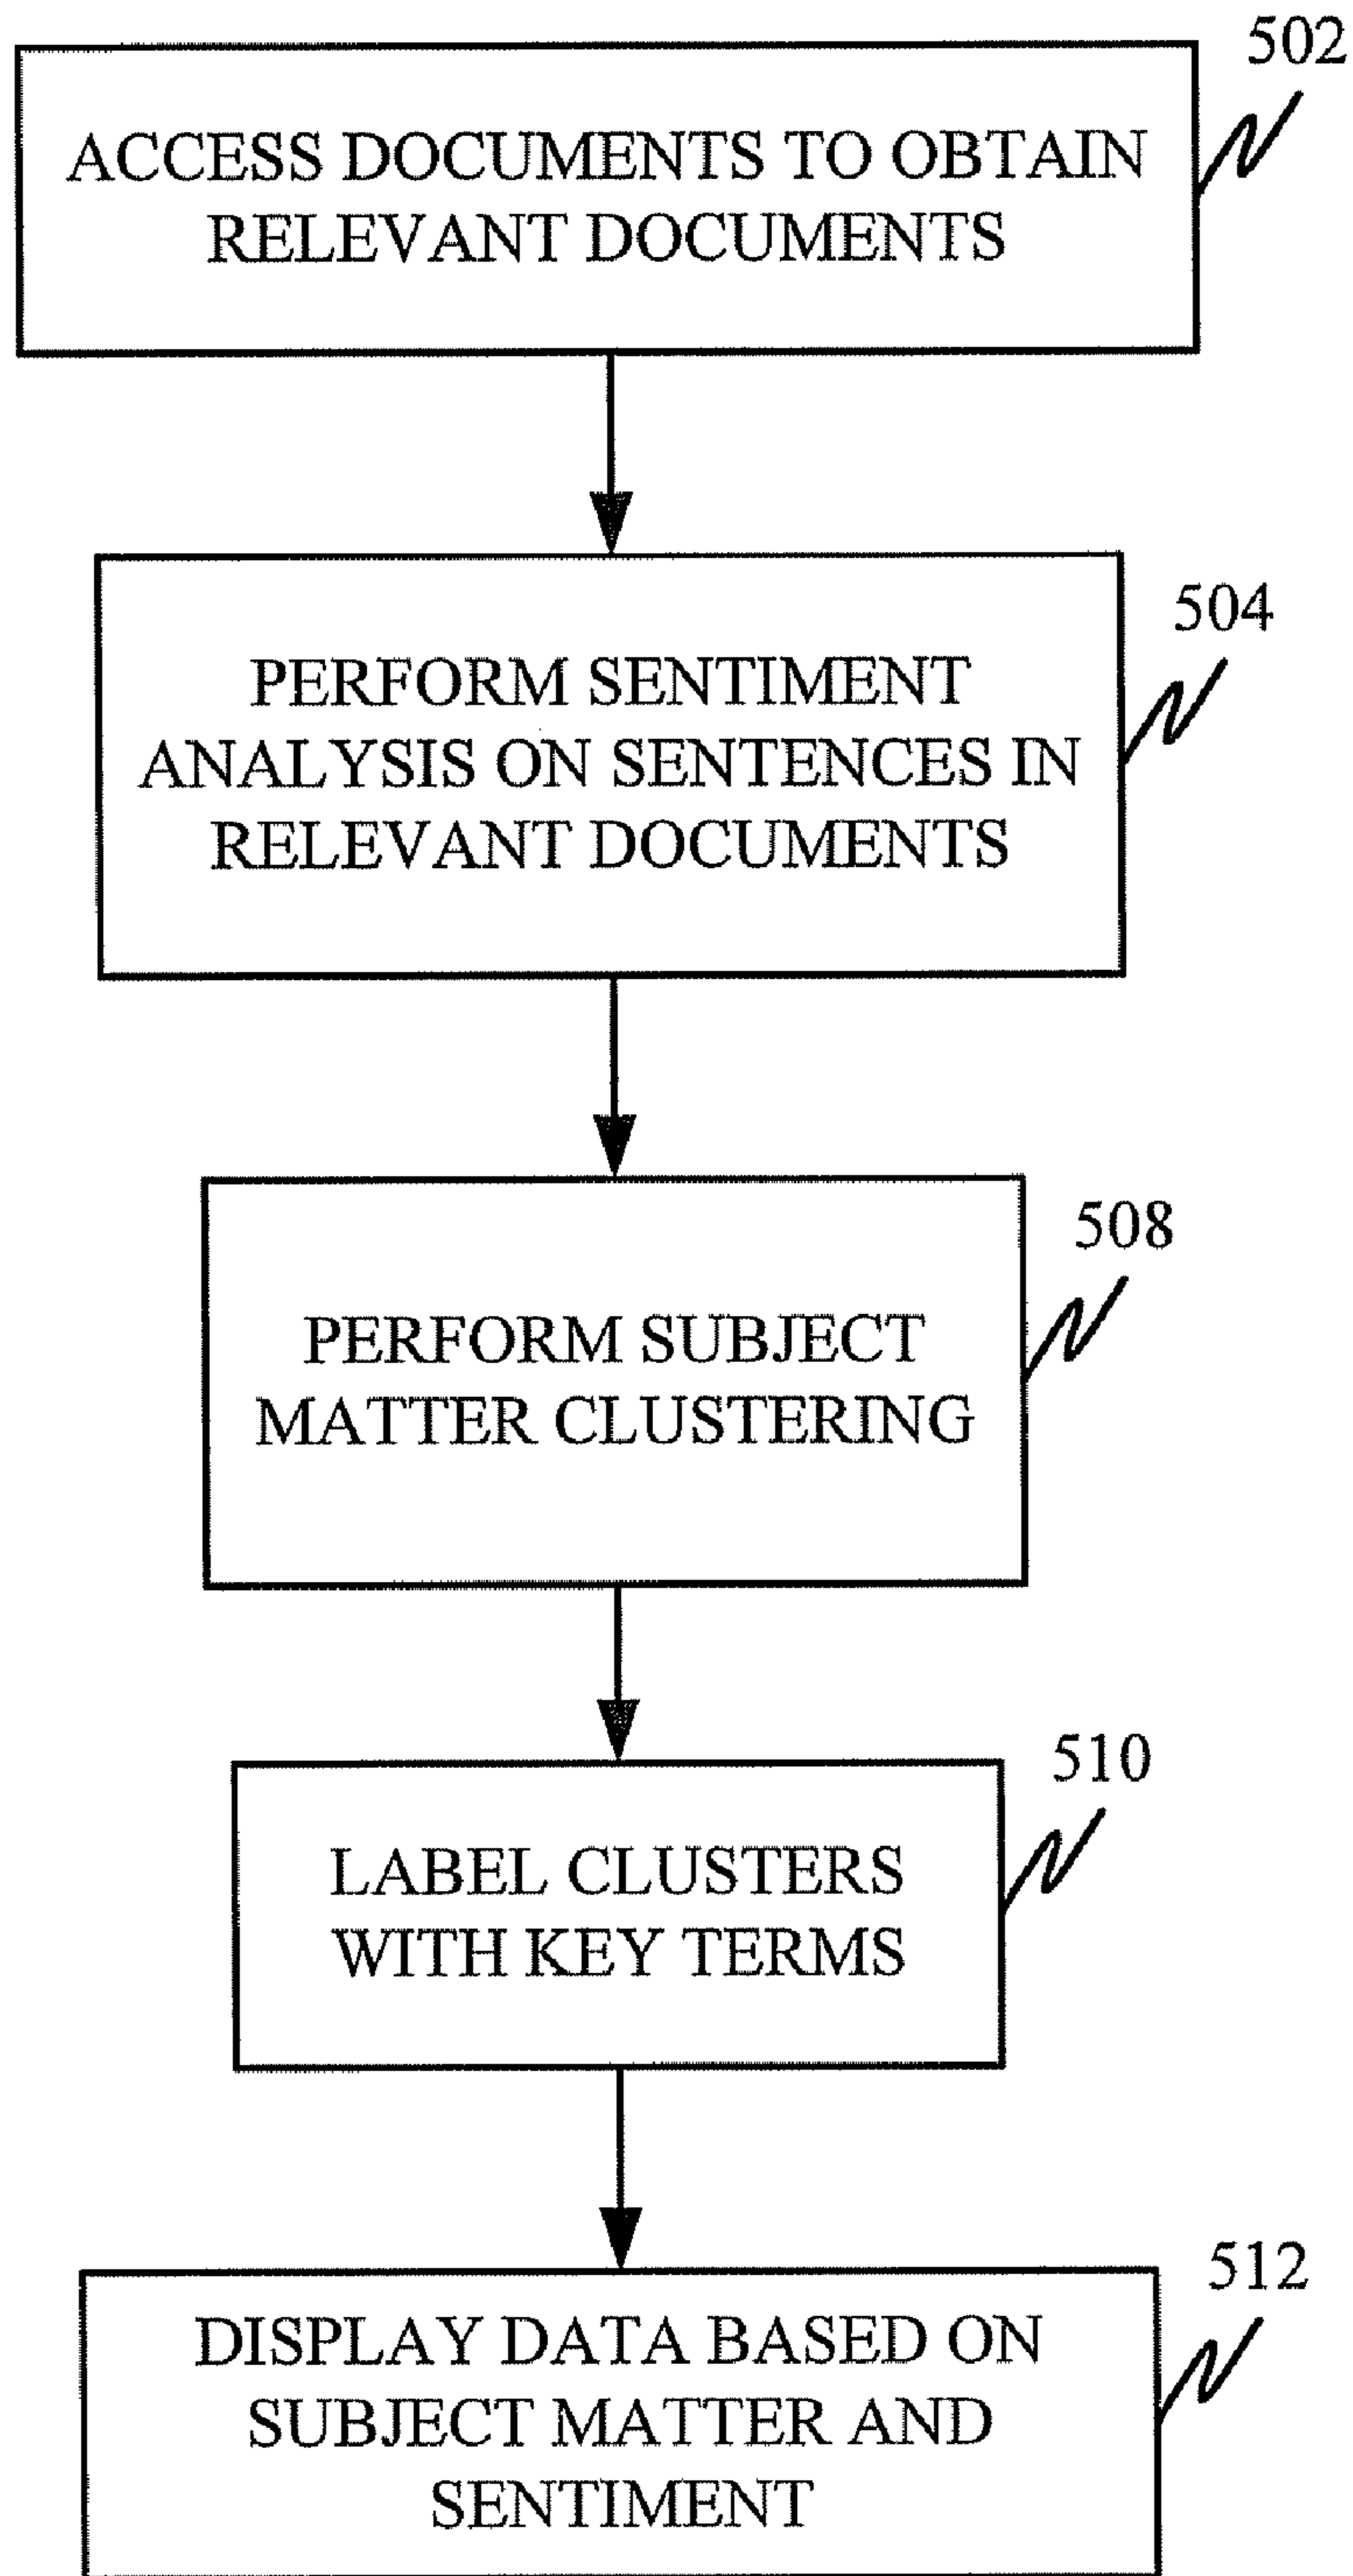 502
ACCESS DOCUMENTS TO OBTAIN
RELEVANT DOCUMENTS
504
PERFORM SENTIMENT
ANALYSIS ON SENTENCES IN
RELEVANT DOCUMENTS
508
PERFORM SUBJECT
MATTER CLUSTERING
510
LABEL CLUSTERS
WITH KEY TERMS
512
DISPLAY DATA BASED ON
SUBJECT MATTER AND
SENTIMENT